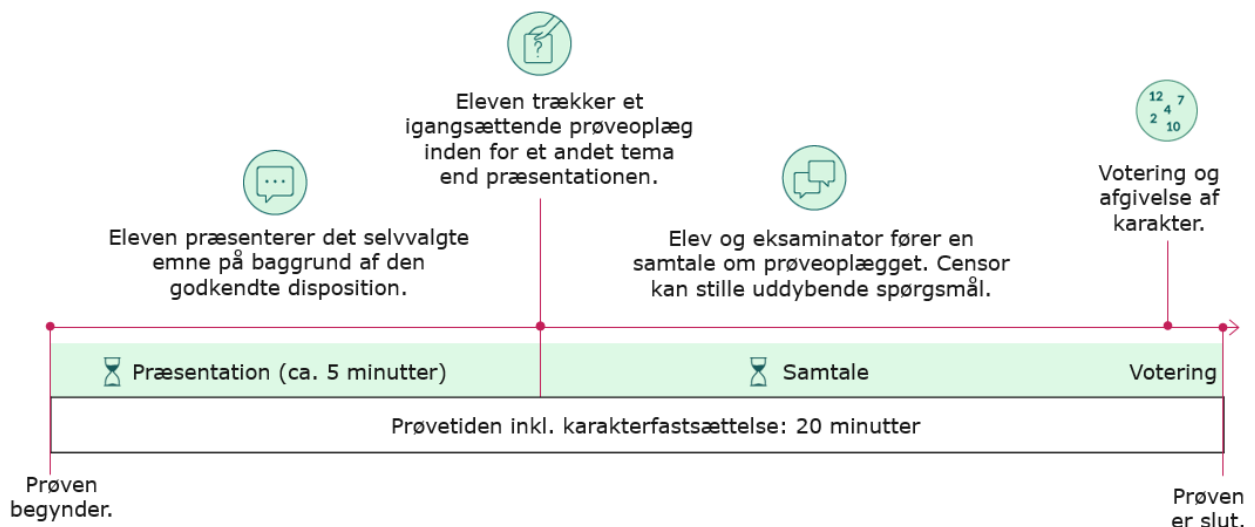 ?
Eleven trækker et
igangsættende prøveoplæg
inden for et andet tema
end præsentationen.
Eleven præsenterer det selvvalgte
emne på baggrund af den
godkendte disposition.
Elev og eksaminator fører en
samtale om prøveoplægget. Censor
kan stille uddybende spørgsmål.
12 7
4
2 10
Votering og
afgivelse af
karakter.
Præsentation (ca. 5 minutter)
Samtale
Votering
Prøvetiden inkl. karakterfastsættelse: 20 minutter
Prøven
begynder.
Prøven
er slut.